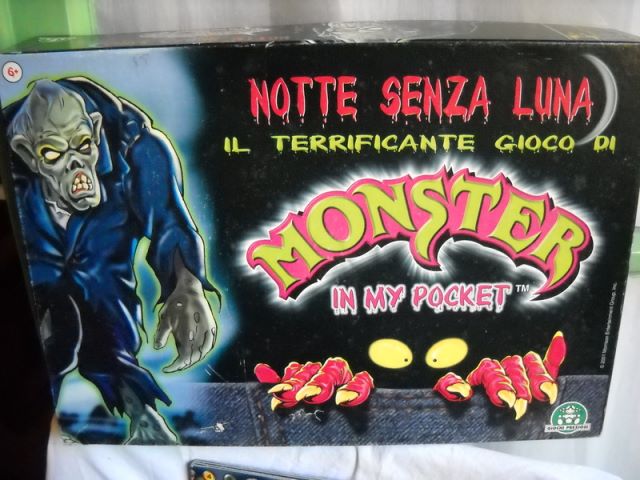 6+
NOTTE SENZA LUNA
IL TERRIFICANTE GIOCO DI
MONSTER
IN MY POCKET™
GIOCHI PREZIOSI